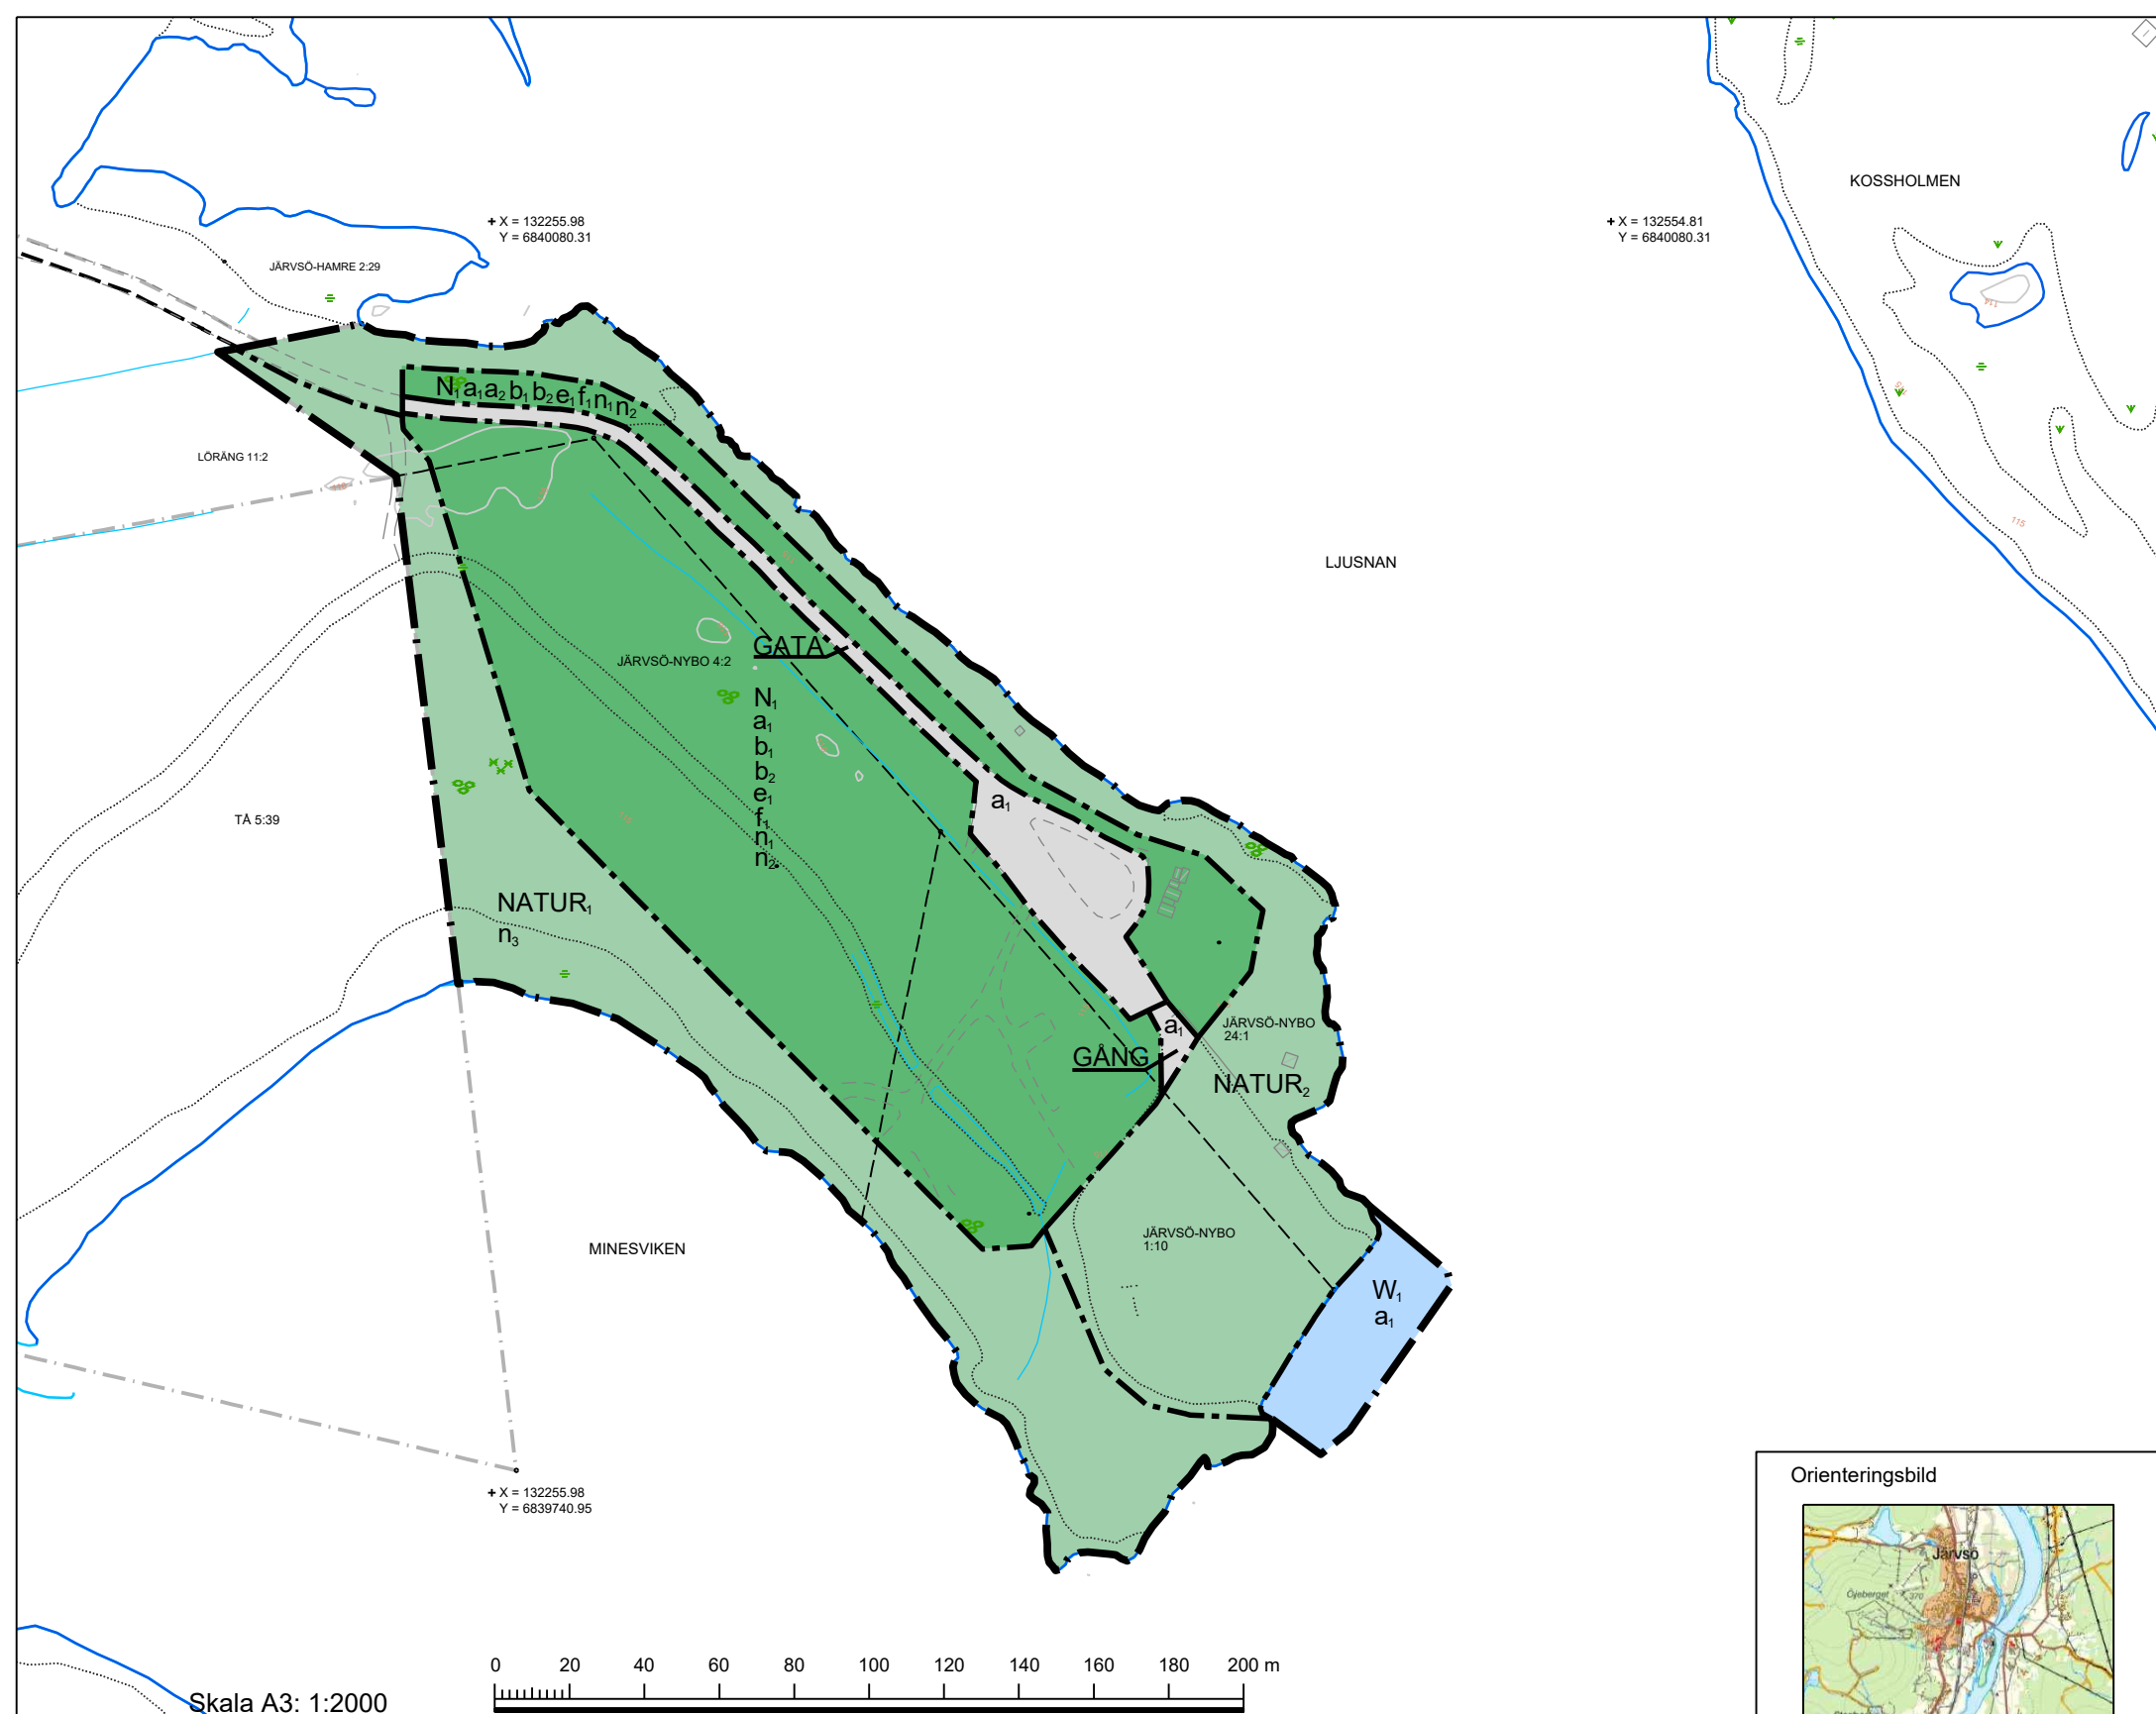 KOSSHOLMEN
+ X = 132255.98
Y = 6840080.31
+ X = 132554.81
Y = 6840080.31
JÄRVSÖ-HAMRE 2:29
N₁a₁a₂b₁b₂e₁f₁n₁n₂
LÖRÄNG 11:2
115
LJUSNAN
GATA
JÄRVSÖ-NYBO 4:2
N₁
a₁
b₁
b₂
e₁
f₁
n₁
n₂
a₁
TÅ 5:39
NATUR₁
n₃
a₁
JÄRVSÖ-NYBO
24:1
GÅNG
NATUR₂
JÄRVSÖ-NYBO
1:10
MINESVIKEN
W₁
a₁
Orienteringsbild
+ X = 132255.98
Y = 6839740.95
Järvsö
Öjeberget
370
0 20 40 60 80 100 120 140 160 180 200 m
Skala A3: 1:2000